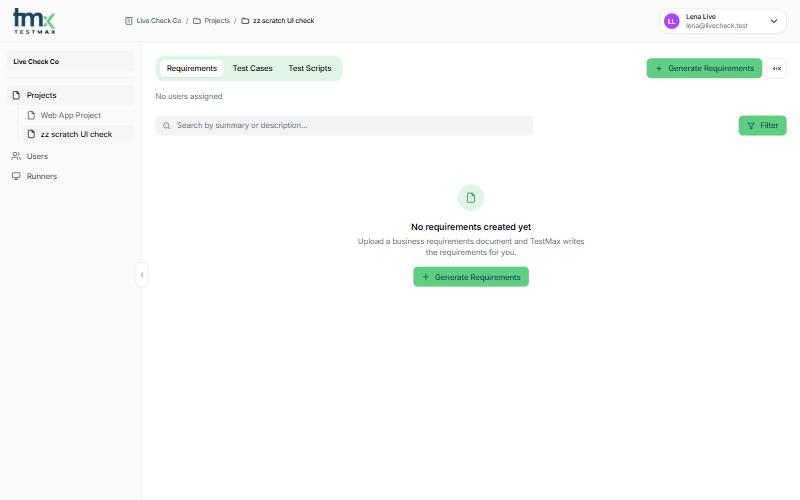 tmx
TESTMAX
Live Check Co / Projects / zz scratch UI check
LL
Lena Live
lena@livecheck.test
Live Check Co
Projects
Web App Project
zz scratch UI check
Users
Runners
Requirements Test Cases Test Scripts
+ Generate Requirements
No users assigned
Search by summary or description...
Filter
No requirements created yet
Upload a business requirements document and TestMax writes
the requirements for you.
+ Generate Requirements